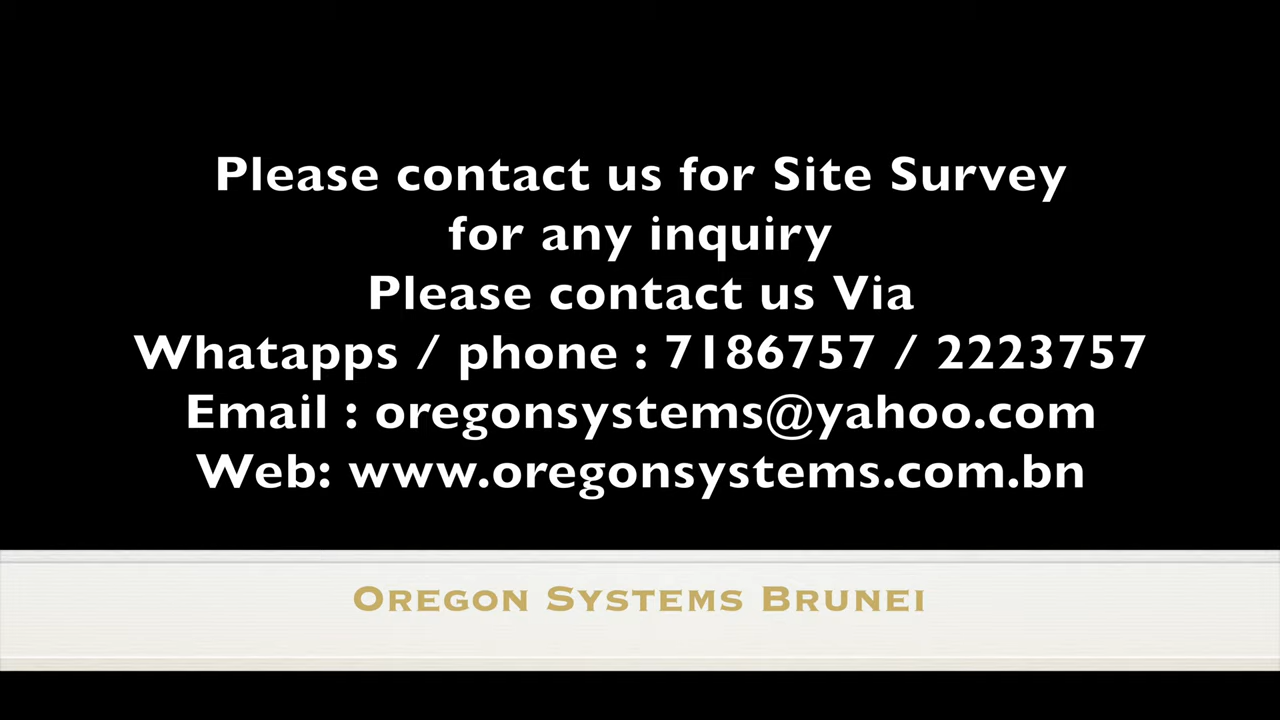 Please contact us for Site Survey
for any inquiry
Please contact us Via
Whatapps / phone : 7186757 / 2223757
Email : oregonsystems@yahoo.com
Web: www.oregonsystems.com.bn
Oregon Systems Brunei